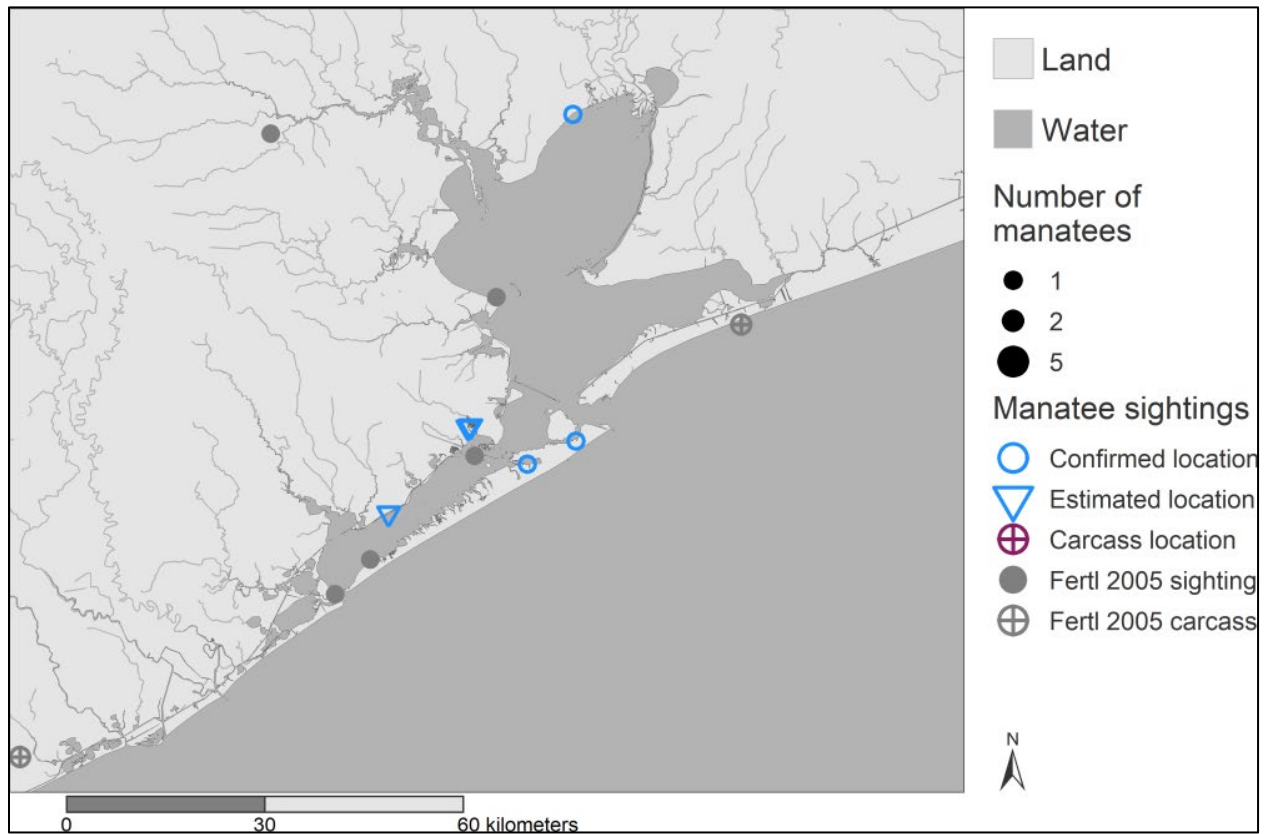 Land
Water
Number of
manatees
1
2
5
Manatee sightings
Confirmed location
Estimated location
Carcass location
Fertl 2005 sighting
Fertl 2005 carcass
N
0 30 60 kilometers